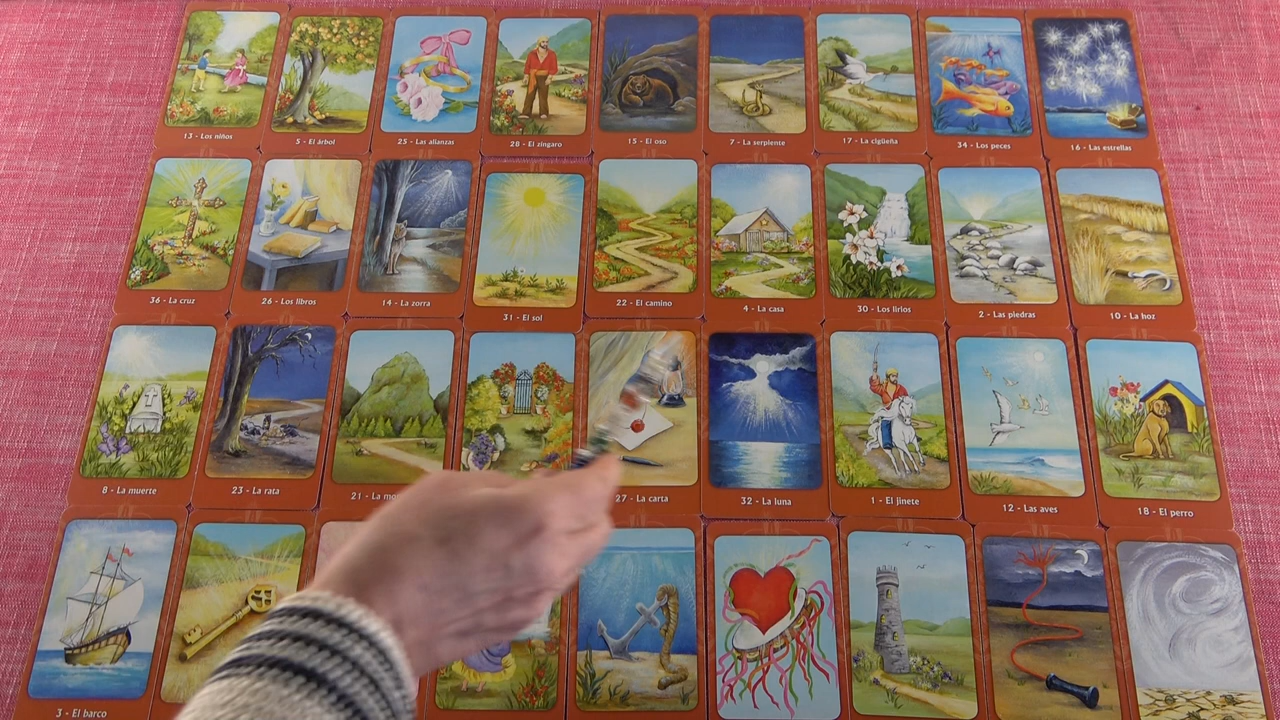 13 - Los niños
5 - El árbol
25 - Las alianzas
28 - El zíngaro
15 - El oso
7 - La serpiente
17 - La cigüeña
34 - Los peces
16 - Las estrellas
36 - La cruz
26 - Los libros
14 - La zorra
31 - El sol
22 - El camino
4 - La casa
30 - Los lirios
2 - Las piedras
10 - La hoz
8 - La muerte
23 - La rata
21 - La
27 - La carta
32 - La luna
1 - El jinete
12 - Las aves
18 - El perro
3 - El barco